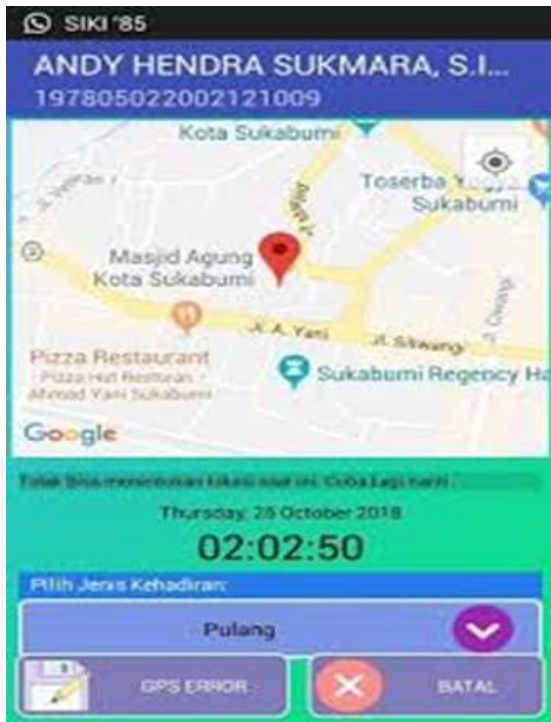 SIKI '85
ANDY HENDRA SUKMARA, S.I...
197805022002121009
Kota Sukabumi
Toserba Yogya
Sukabumi
Masjid Agung
Kota Sukabumi
Jl. A. Yani
Jl. Siliwangi
Pizza Restaurant
Pizza Hut Restoran -
Ahmad Yani Sukabumi
Sukabumi Regency Ha
Google
Tidak Bisa menentukan lokasi saat ini. Coba Lagi nanti.
Thursday, 25 October 2018
02:02:50
Pilih Jenis Kehadiran:
Pulang
GPS ERROR
BATAL